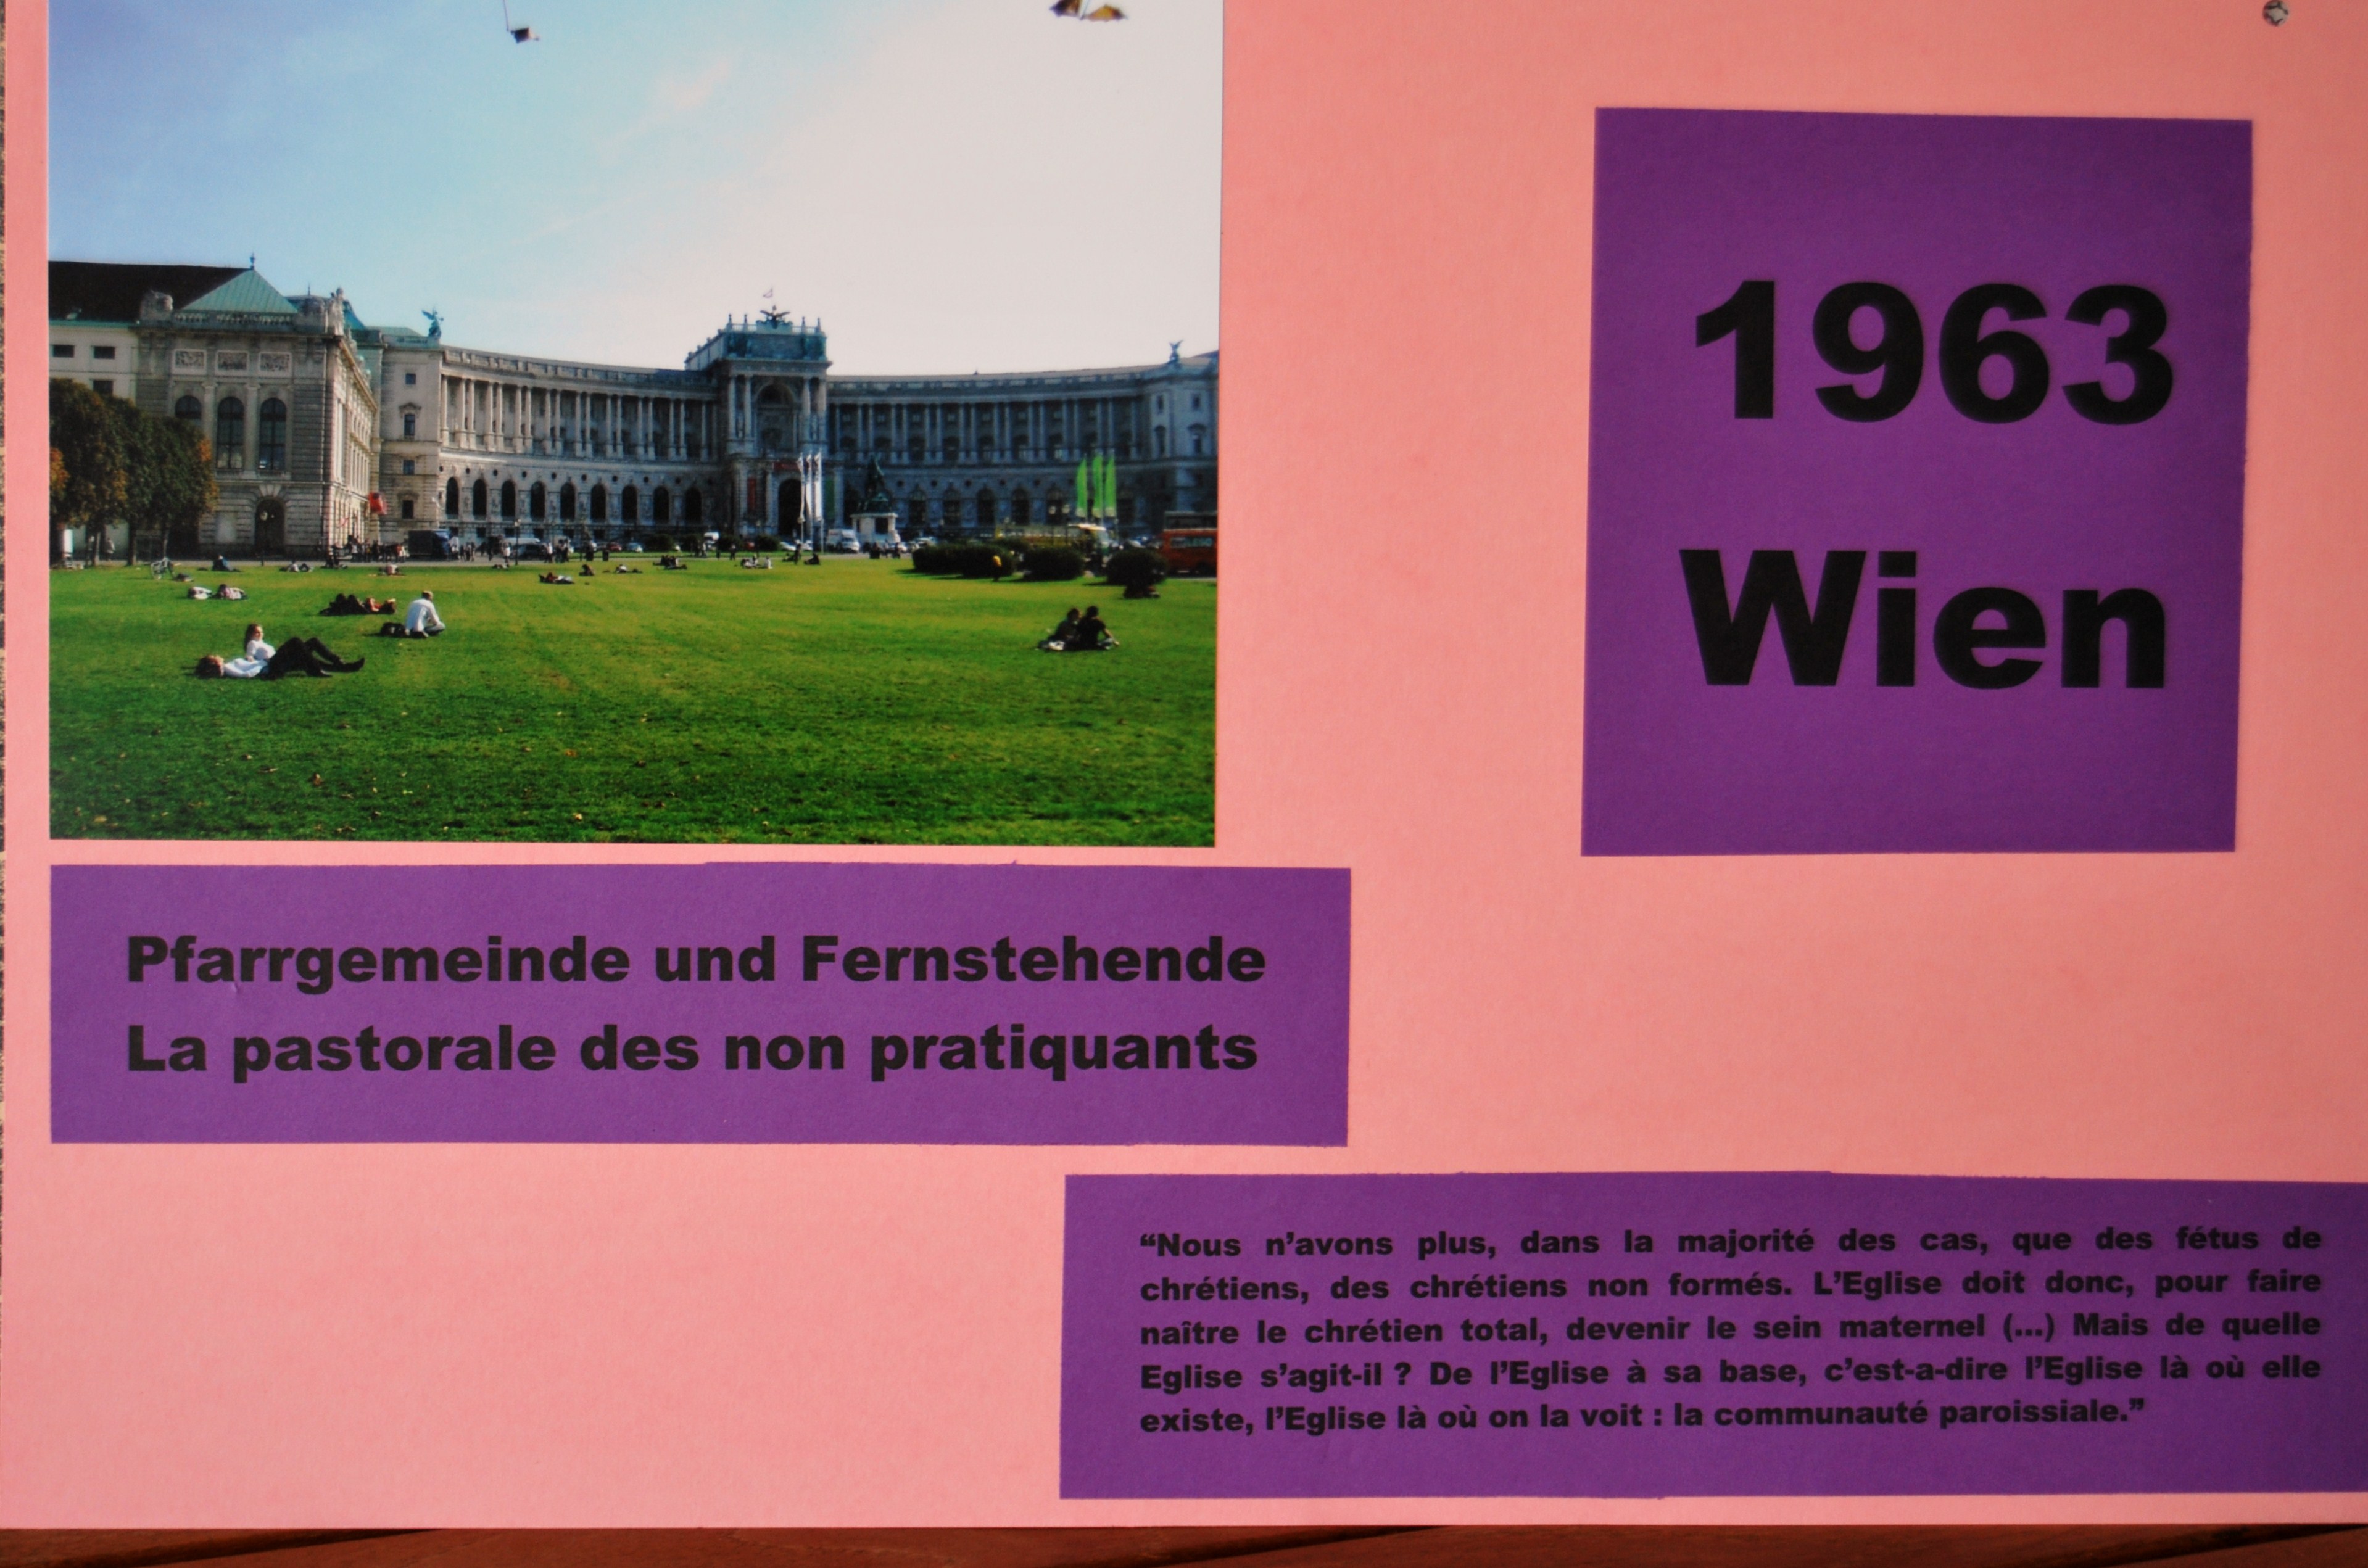 1963
Wien
Pfarrgemeinde und Fernstehende
La pastorale des non pratiquants
“Nous n’avons plus, dans la majorité des cas, que des fétus de
chrétiens, des chrétiens non formés. L’Eglise doit donc, pour faire
naître le chrétien total, devenir le sein maternel (...) Mais de quelle
Eglise s’agit-il ? De l’Eglise à sa base, c’est-a-dire l’Eglise là où elle
existe, l’Eglise là où on la voit : la communauté paroissiale.”